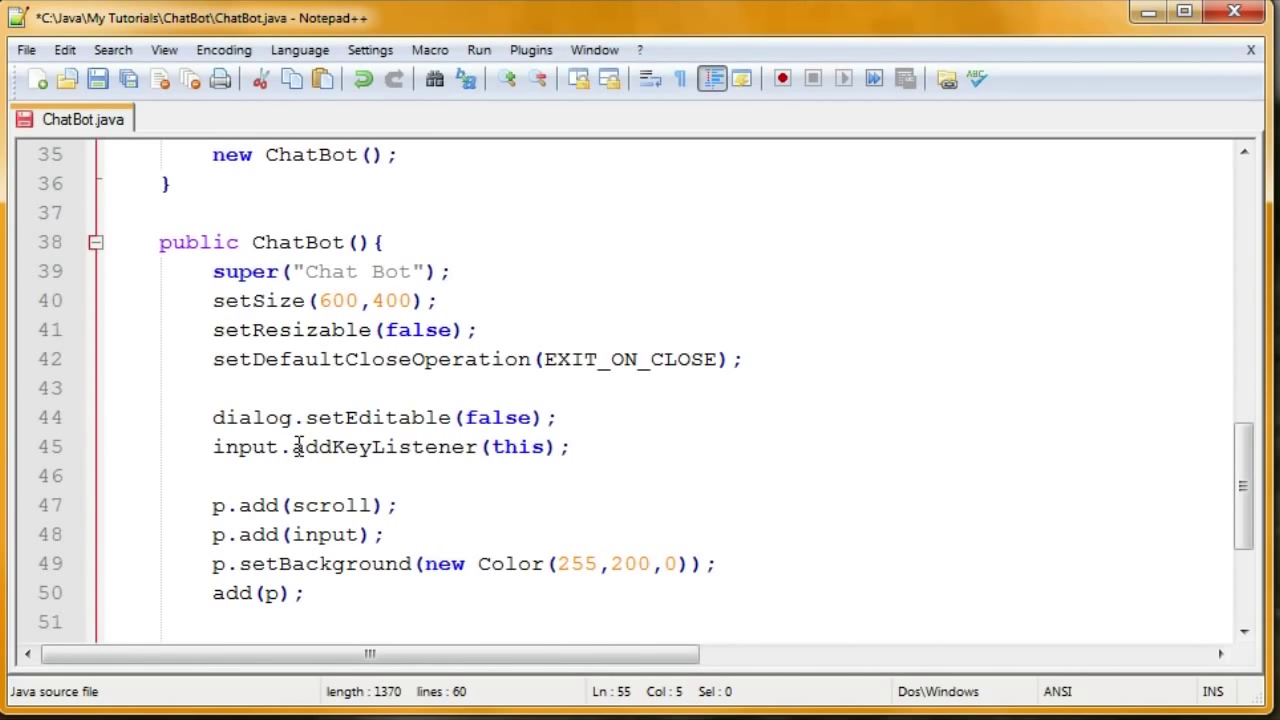 *C:\Java\My Tutorials\ChatBot\ChatBot.java - Notepad++
File Edit Search View Encoding Language Settings Macro Run Plugins Window ? X
ABC
ChatBot.java
35 new ChatBot();
36 }
37
38 public ChatBot(){
39 super("Chat Bot");
40 setSize(600,400);
41 setResizable(false);
42 setDefaultCloseOperation(EXIT_ON_CLOSE);
43
44 dialog.setEditable(false);
45 input.addKeyListener(this);
46
47 p.add(scroll);
48 p.add(input);
49 p.setBackground(new Color(255,200,0));
50 add(p);
51
Java source file length : 1370 lines : 60 Ln : 55 Col : 5 Sel : 0 Dos\Windows ANSI INS